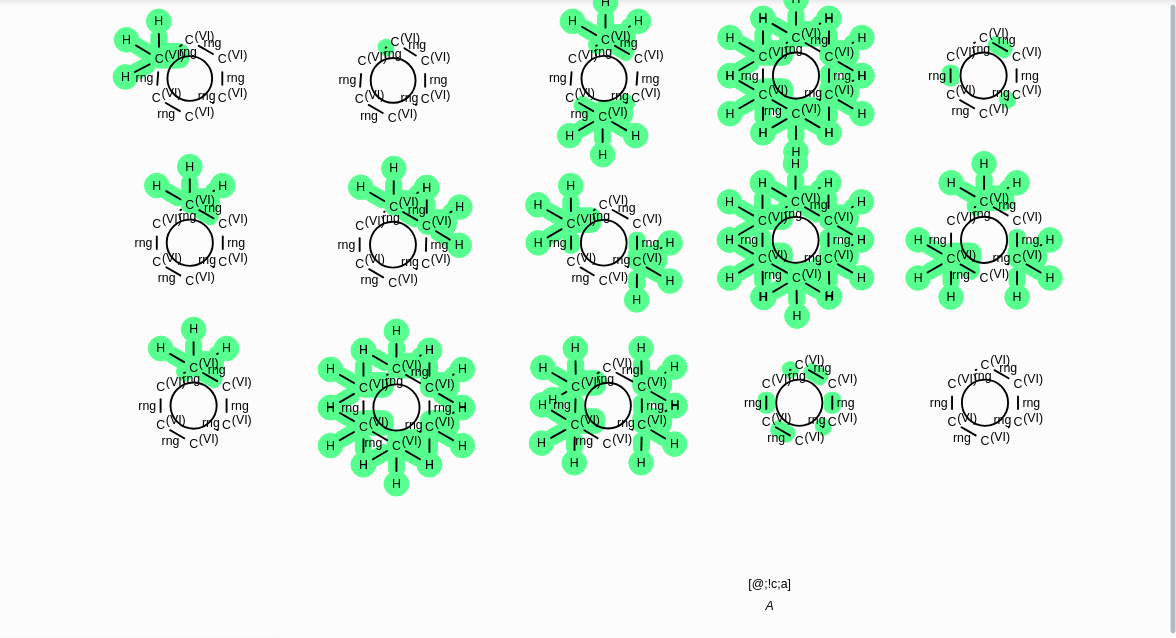 H
H C(VI) rng
C(VI) rng C(VI)
H rng rng
C(VI) rng C(VI)
rng C(VI)
C(VI) rng
C(VI) rng C(VI)
rng rng
C(VI) rng C(VI)
rng C(VI)
H
H H
C(VI) rng
C(VI) rng C(VI)
rng rng
C(VI) rng C(VI)
rng C(VI)
H H
H
H
H H
H C(VI) rng H
C(VI) rng C(VI)
H rng rng H
C(VI) rng C(VI)
H rng C(VI) H
H H
H
C(VI) rng
C(VI) rng C(VI)
rng rng
C(VI) rng C(VI)
rng C(VI)
H
H H
C(VI) rng
C(VI) rng C(VI)
rng rng
C(VI) rng C(VI)
rng C(VI)
H
H H
C(VI) rng H
C(VI) rng C(VI)
rng rng H
C(VI) rng C(VI)
rng C(VI)
H
H C(VI) rng
C(VI) rng C(VI)
H rng rng H
C(VI) rng C(VI)
rng C(VI) H
H
H
H H
H C(VI) rng H
C(VI) rng C(VI)
H rng rng H
C(VI) rng C(VI)
H rng C(VI) H
H H
H
H
H H
C(VI) rng
C(VI) rng C(VI)
H rng rng H
C(VI) rng C(VI)
H rng C(VI) H
H H
H
H H
C(VI) rng
C(VI) rng C(VI)
rng rng
C(VI) rng C(VI)
rng C(VI)
H
H H
H C(VI) rng H
C(VI) rng C(VI)
H rng rng H
C(VI) rng C(VI)
H rng C(VI) H
H H
H
H H
H C(VI) rng H
C(VI) rng C(VI)
H H rng rng H
C(VI) rng C(VI)
H rng C(VI) H
H H
C(VI) rng
C(VI) rng C(VI)
rng rng
C(VI) rng C(VI)
rng C(VI)
C(VI) rng
C(VI) rng C(VI)
rng rng
C(VI) rng C(VI)
rng C(VI)
[@;!c;a]
A